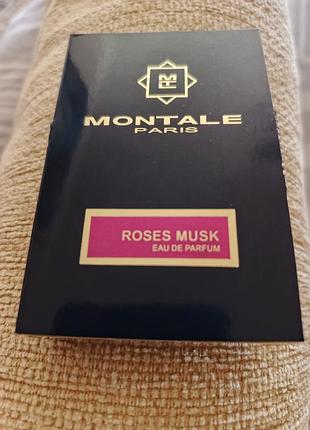 MONTALE
PARIS
ROSES MUSK
EAU DE PARFUM